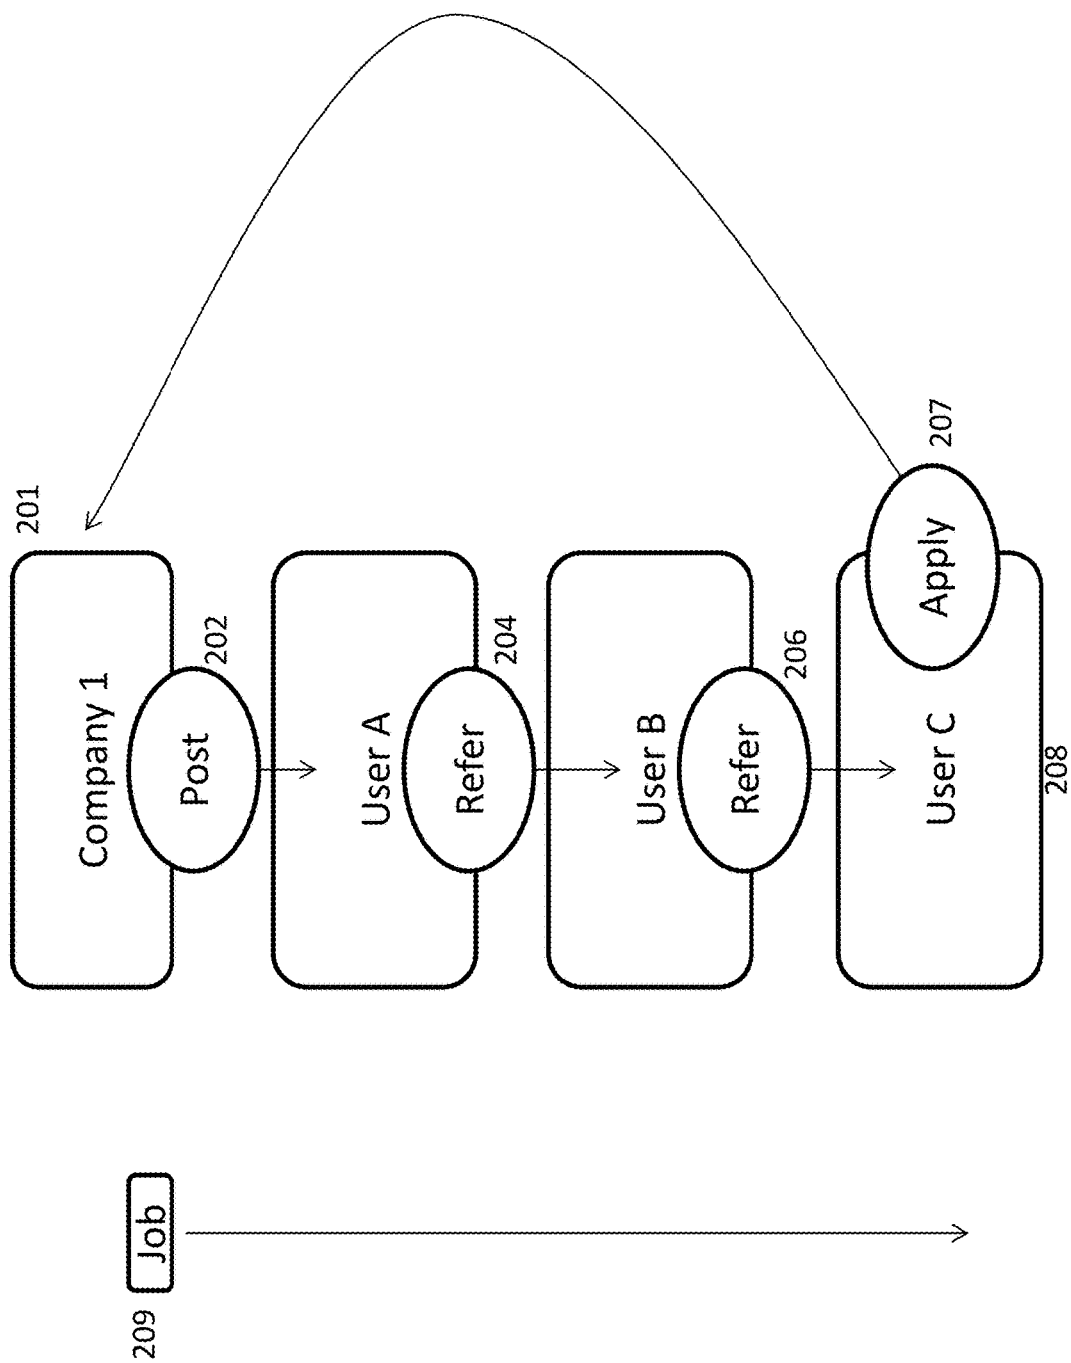 201
Company 1
Post
202
User A
Refer
204
User B
Refer
206
User C
Apply
207
208
Job
209